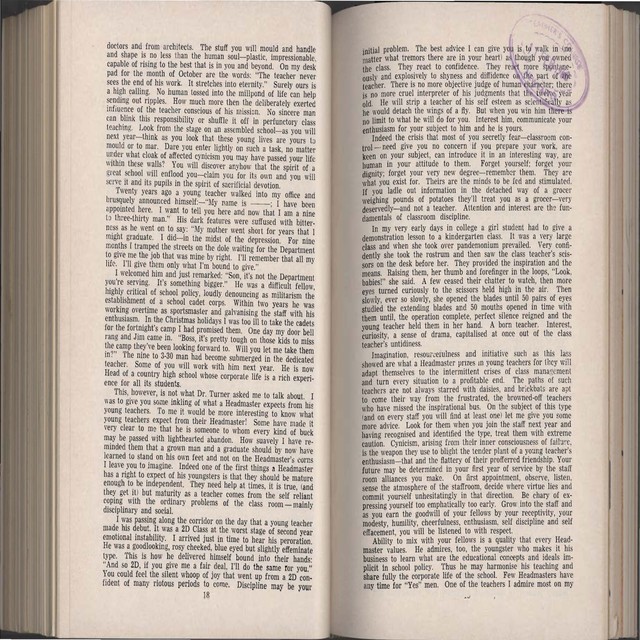 doctors and from architects. The stuff you will mould and handle
and shape is no less than the human soul—plastic, impressionable,
capable of rising to the best that is in you and beyond. On my desk
pad for the month of October are the words: "The teacher never
sees the end of his work. It stretches into eternity." Surely ours is
a high calling. No human tossed into the millpond of life can help
sending out ripples. How much more then the deliberately exerted
influence of the teacher conscious of his mission. No sincere man
can blink this responsibility or shuffle it off in perfunctory class
teaching. Look from the stage on an assembled school—as you will
next year—think as you look that these young lives are yours to
mould or to mar. Dare you enter lightly on such a task, no matter
under what cloak of affected cynicism you may have passed your life
within these walls? You will discover anyhow that the spirit of a
great school will enflood you—claim you for its own and you will
serve it and its pupils in the spirit of sacrificial devotion.
Twenty years ago a young teacher walked into my office and
brusquely announced himself:—"My name is ———; I have been
appointed here. I want to tell you here and now that I am a nine
to three-thirty man." His dark features were ruffused with bitter-
ness as he went on to say: "My mother went short for years that I
might graduate. I did—in the midst of the depression. For nine
months I tramped the streets on the dole waiting for the Department
to give me the job that was mine by right. I'll remember that all my
life. I'll give them only what I'm bound to give."
I welcomed him and just remarked: "Son, it's not the Department
you're serving. It's something bigger." He was a difficult fellow,
highly critical of school policy, loudly denouncing as militarism the
establishment of a school cadet corps. Within two years he was
working overtime as sportsmaster and galvanising the staff with his
enthusiasm. In the Christmas holidays I was too ill to take the cadets
for the fortnight's camp I had promised them. One day my door bell
rang and Jim came in. "Boss, it's pretty tough on those kids to miss
the camp they've been looking forward to. Will you let me take them
in?" The nine to 3-30 man had become submerged in the dedicated
teacher. Some of you will work with him next year. He is now
Head of a country high school whose corporate life is a rich experi-
ence for all its students.
This, however, is not what Dr. Turner asked me to talk about. I
was to give you some inkling of what a Headmaster expects from his
young teachers. To me it would be more interesting to know what
young teachers expect from their Headmaster! Some have made it
very clear to me that he is someone to whom every kind of buck
may be passed with lighthearted abandon. How suavely I have re-
minded them that a grown man and a graduate should by now have
learned to stand on his own feet and not on the Headmaster's corns
I leave you to imagine. Indeed one of the first things a Headmaster
has a right to expect of his youngsters is that they should be mature
enough to be independent. They need help at times, it is true, (and
they get it) but maturity as a teacher comes from the self reliant
coping with the ordinary problems of the class room—mainly
disciplinary and social.
I was passing along the corridor on the day that a young teacher
made his debut. It was a 2D Class at the worst stage of second year
emotional instability. I arrived just in time to hear his peroration.
He was a goodlooking, rosy cheeked, blue eyed but slightly effeminate
type. This is how he delivered himself bound into their hands:
"And so 2D, if you give me a fair deal, I'll do the same for you."
You could feel the silent whoop of joy that went up from a 2D con-
fident of many riotous periods to come. Discipline may be your
18
initial problem. The best advice I can give you is to walk in (no
matter what tremors there are in your heart) as though you owned
the class. They react to confidence. They react more
ously and explosively to shyness and diffidence on the part of the
teacher. There is no more objective judge of human character; there
is no more cruel interpreter of his judgments than the year
old. He will strip a teacher of his self esteem as scientifically as
he would detach the wings of a fly. But when you win him there is
no limit to what he will do for you. Interest him, communicate your
enthusiasm for your subject to him and he is yours.
Indeed the crisis that most of you secretly fear—classroom con-
trol — need give you no concern if you prepare your work, are
keen on your subject, can introduce it in an interesting way, are
human in your attitude to them. Forget yourself; forget your
dignity; forget your very new degree—remember them. They are
what you exist for. Theirs are the minds to be fed and stimulated.
If you ladle out information in the detached way of a grocer
weighing pounds of potatoes they'll treat you as a grocer—very
deservedly—and not a teacher. Attention and interest are the fun-
damentals of classroom discipline.
In my very early days in college a girl student had to give a
demonstration lesson to a kindergarten class. It was a very large
class and when she took over pandemonium prevailed. Very confi-
dently she took the rostrum and then saw the class teacher's scis-
sors on the desk before her. They provided the inspiration and the
means. Raising them, her thumb and forefinger in the loops, "Look,
babies!" she said. A few ceased their chatter to watch, then more
eyes turned curiously to the scissors held high in the air. Then
slowly, ever so slowly, she opened the blades until 50 pairs of eyes
studied the extending blades and 50 mouths opened in time with
them until, the operation complete, perfect silence reigned and the
young teacher held them in her hand. A born teacher. Interest,
curiosity, a sense of drama, capitalised at once out of the class
teacher's untidiness.
Imagination, resourcefulness and initiative such as this lass
showed are what a Headmaster prizes in young teachers for they will
adapt themselves to the intermittent crises of class management
and turn every situation to a profitable end. The paths of such
teachers are not always starred with daisies, and brickbats are apt
to come their way from the frustrated, the browned-off teachers
who have missed the inspirational bus. On the subject of this type
(and on every staff you will find at least one) let me give you some
more advice. Look for them when you join the staff next year and
having recognised and identified the type, treat them with extreme
caution. Cynicism, arising from their inner consciousness of failure,
is the weapon they use to blight the tender plant of a young teacher's
enthusiasm—that and the flattery of their proffered friendship. Your
future may be determined in your first year of service by the staff
room alliances you make. On first appointment, observe, listen,
sense the atmosphere of the staffroom, decide where virtue lies and
commit yourself unhesitatingly in that direction. Be chary of ex-
pressing yourself too emphatically too early. Grow into the staff and
as you earn the goodwill of your fellows by your receptivity, your
modesty, humility, cheerfulness, enthusiasm, self discipline and self
effacement, you will be listened to with respect.
Ability to mix with your fellows is a quality that every Head-
master values. He admires, too, the youngster who makes it his
business to learn what are the educational concepts and ideals im-
plicit in school policy. Thus he may harmonise his teaching and
share fully the corporate life of the school. Few Headmasters have
any time for "Yes" men. One of the teachers I admire most on my